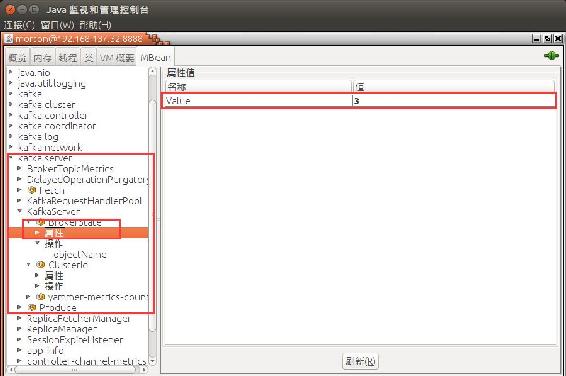 Java 监视和管理控制台
连接(C) 窗口(W) 帮助(H)
morton@192.168.137.32:8888
概览 内存 线程 类 VM 概要 MBean
java.nio
java.util.logging
kafka
kafka.cluster
kafka.controller
kafka.coordinator
kafka.log
kafka.network
kafka.server
BrokerTopicMetrics
DelayedOperationPurgatory
Fetch
KafkaRequestHandlerPool
KafkaServer
BrokerState
属性
操作
objectName
ClusterId
属性
操作
yammer-metrics-count
Produce
ReplicaFetcherManager
ReplicaManager
SessionExpireListener
app-info
controller-channel-metrics
属性值
名称 值
Value 3
刷新(R)